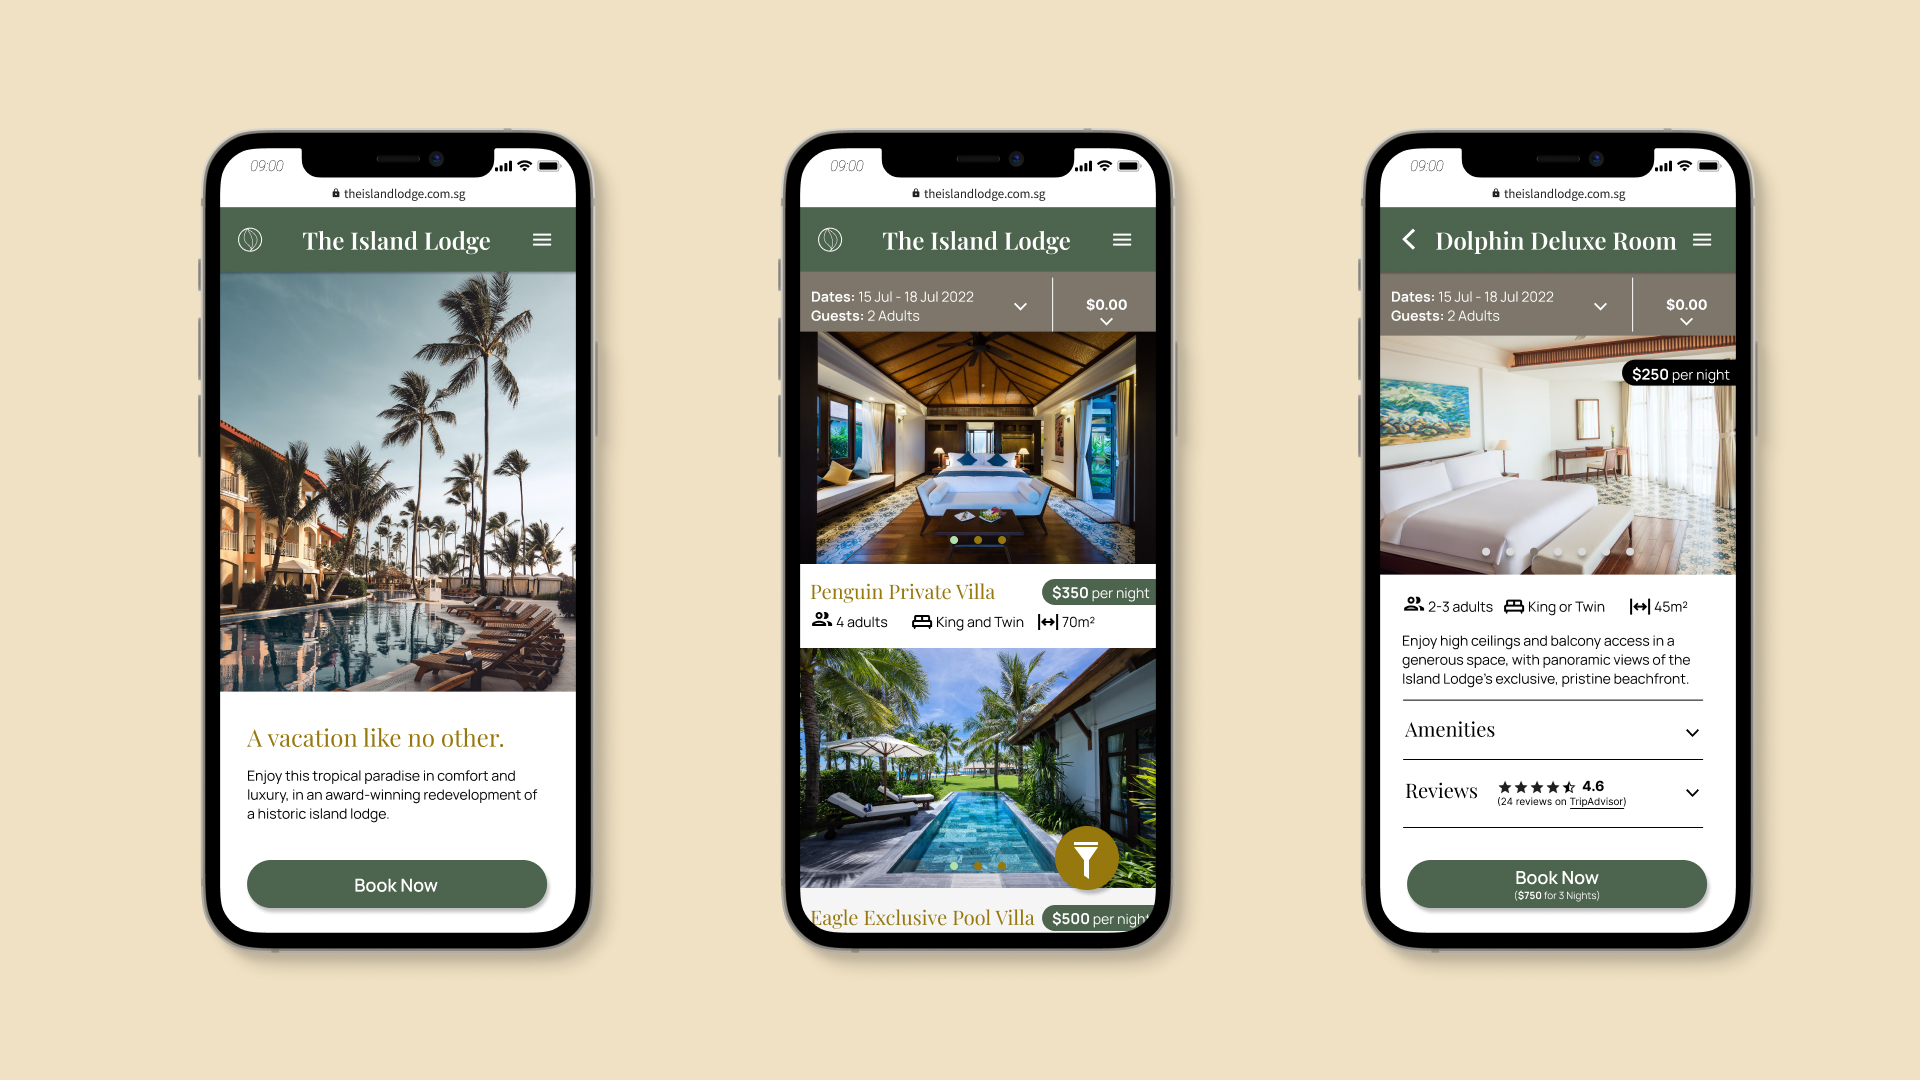 09:00
theislandlodge.com.sg
The Island Lodge
A vacation like no other.
Enjoy this tropical paradise in comfort and
luxury, in an award-winning redevelopment of
a historic island lodge.
Book Now
09:00
theislandlodge.com.sg
The Island Lodge
Dates: 15 Jul - 18 Jul 2022
Guests: 2 Adults
$0.00
Penguin Private Villa
$350 per night
4 adults King and Twin 70m²
Eagle Exclusive Pool Villa
$500 per night
09:00
theislandlodge.com.sg
Dolphin Deluxe Room
Dates: 15 Jul - 18 Jul 2022
Guests: 2 Adults
$0.00
$250 per night
2-3 adults King or Twin 45m²
Enjoy high ceilings and balcony access in a
generous space, with panoramic views of the
Island Lodge's exclusive, pristine beachfront.
Amenities
Reviews
4.6
(24 reviews on TripAdvisor)
Book Now
($750 for 3 Nights)